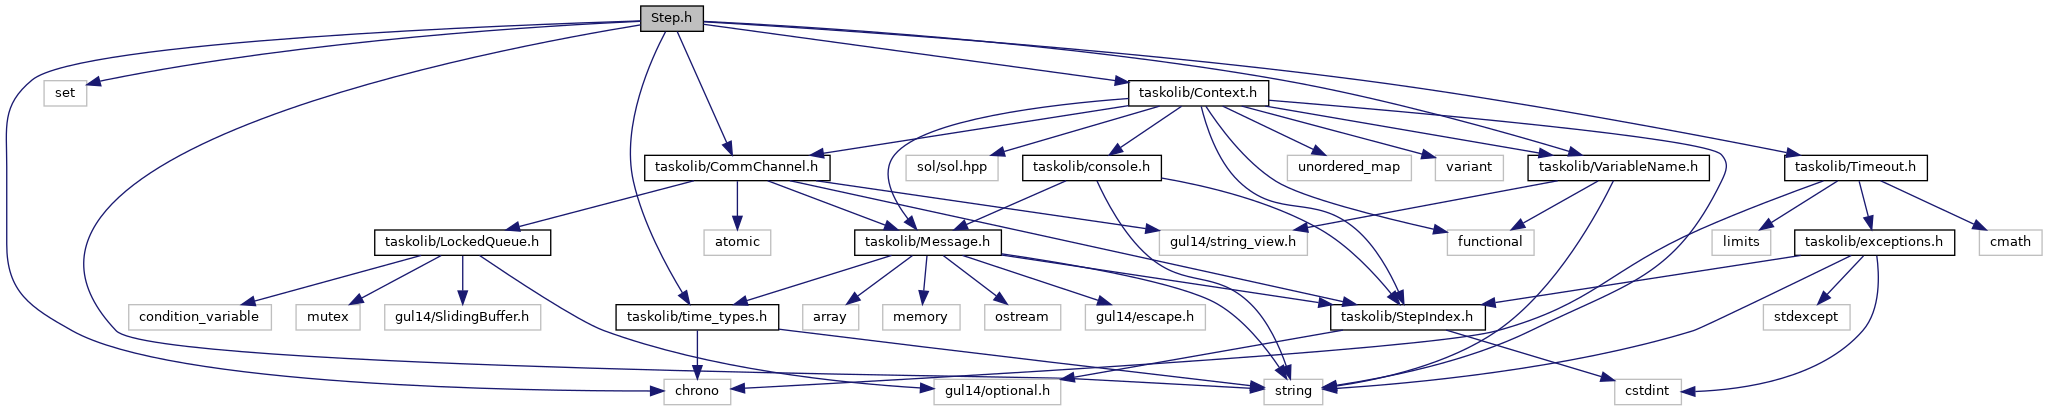 Step.h
set
taskolib/Context.h
taskolib/CommChannel.h
sol/sol.hpp
taskolib/console.h
unordered_map
variant
taskolib/VariableName.h
taskolib/Timeout.h
taskolib/LockedQueue.h
atomic
taskolib/Message.h
gul14/string_view.h
functional
limits
taskolib/exceptions.h
cmath
condition_variable
mutex
gul14/SlidingBuffer.h
taskolib/time_types.h
array
memory
ostream
gul14/escape.h
taskolib/StepIndex.h
stdexcept
chrono
gul14/optional.h
string
cstdint